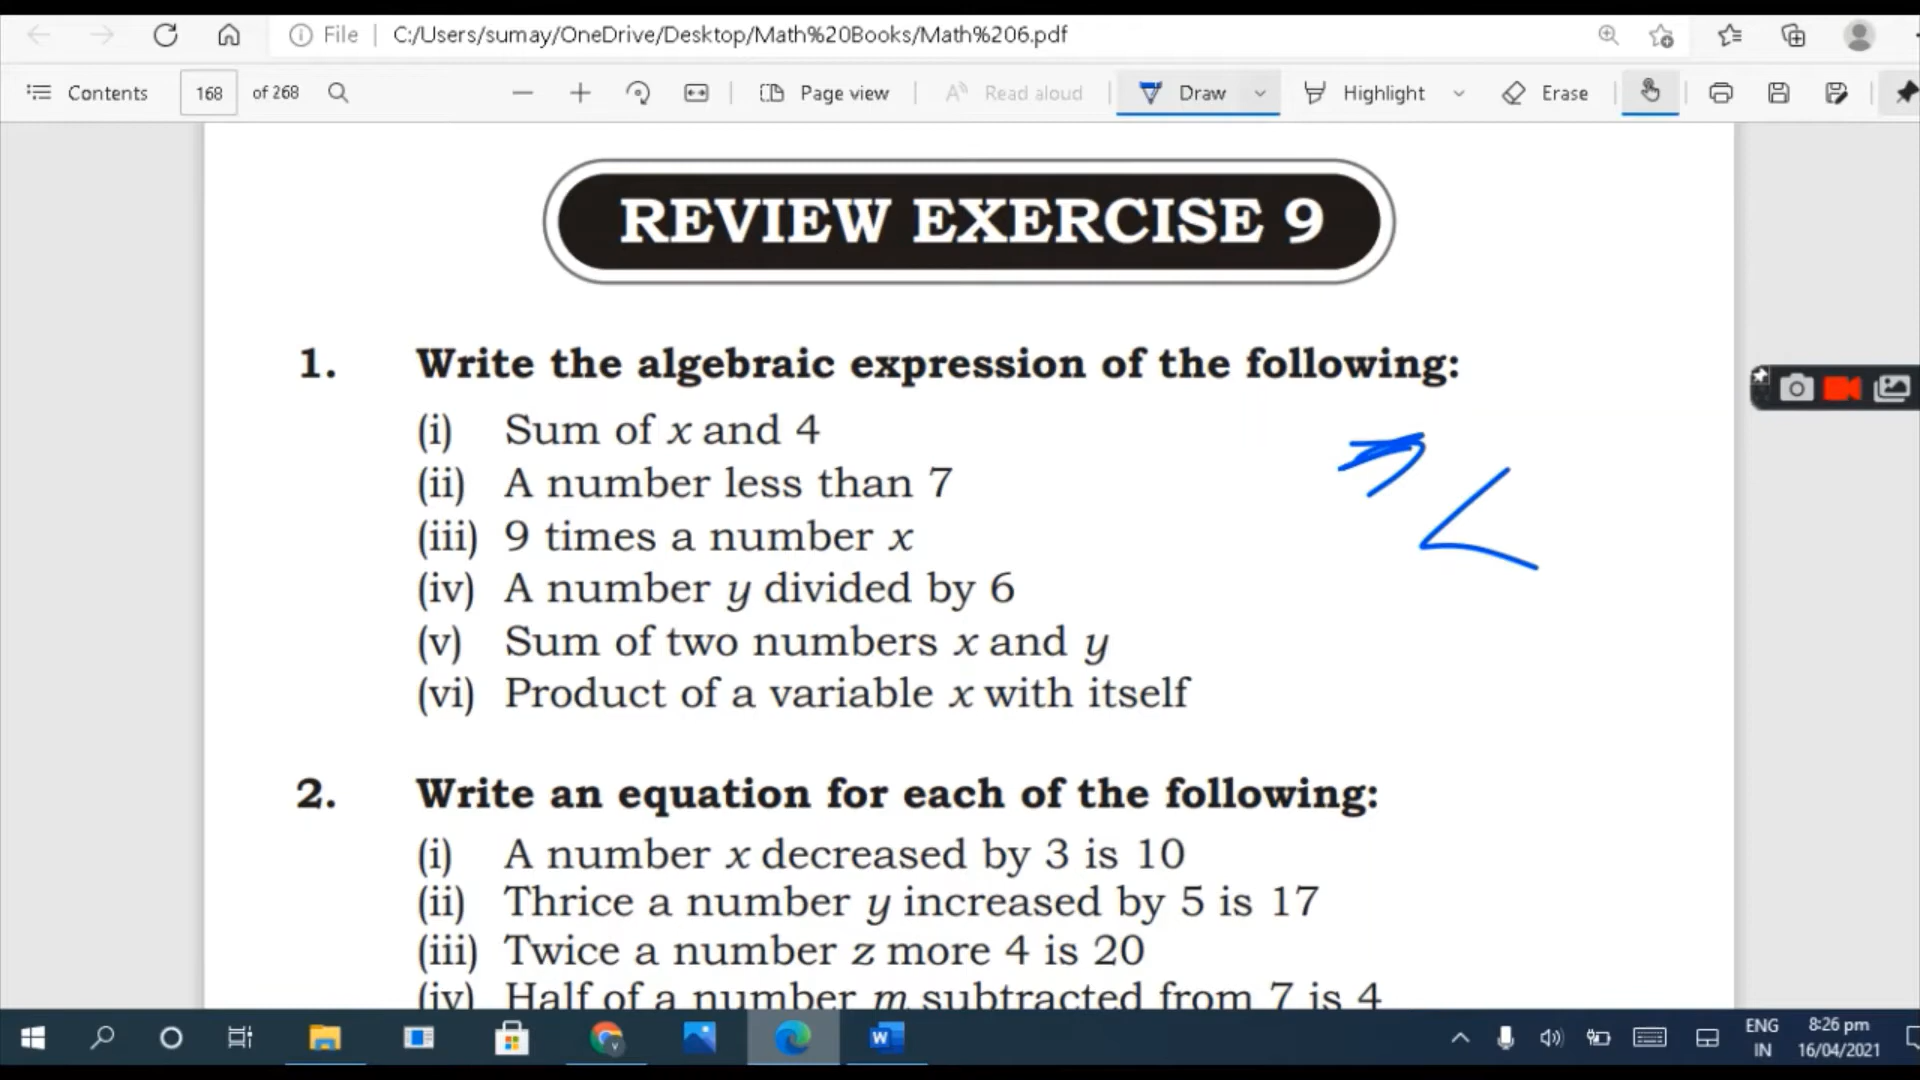 File | C:/Users/sumay/OneDrive/Desktop/Math%20Books/Math%206.pdf
Contents 168 of 268 Page view Read aloud Draw Highlight Erase
REVIEW EXERCISE 9
1. Write the algebraic expression of the following:
(i) Sum of x and 4
(ii) A number less than 7
(iii) 9 times a number x
(iv) A number y divided by 6
(v) Sum of two numbers x and y
(vi) Product of a variable x with itself
2. Write an equation for each of the following:
(i) A number x decreased by 3 is 10
(ii) Thrice a number y increased by 5 is 17
(iii) Twice a number z more 4 is 20
(iv) Half of a number m subtracted from 7 is 4
ENG 8:26 pm
IN 16/04/2021